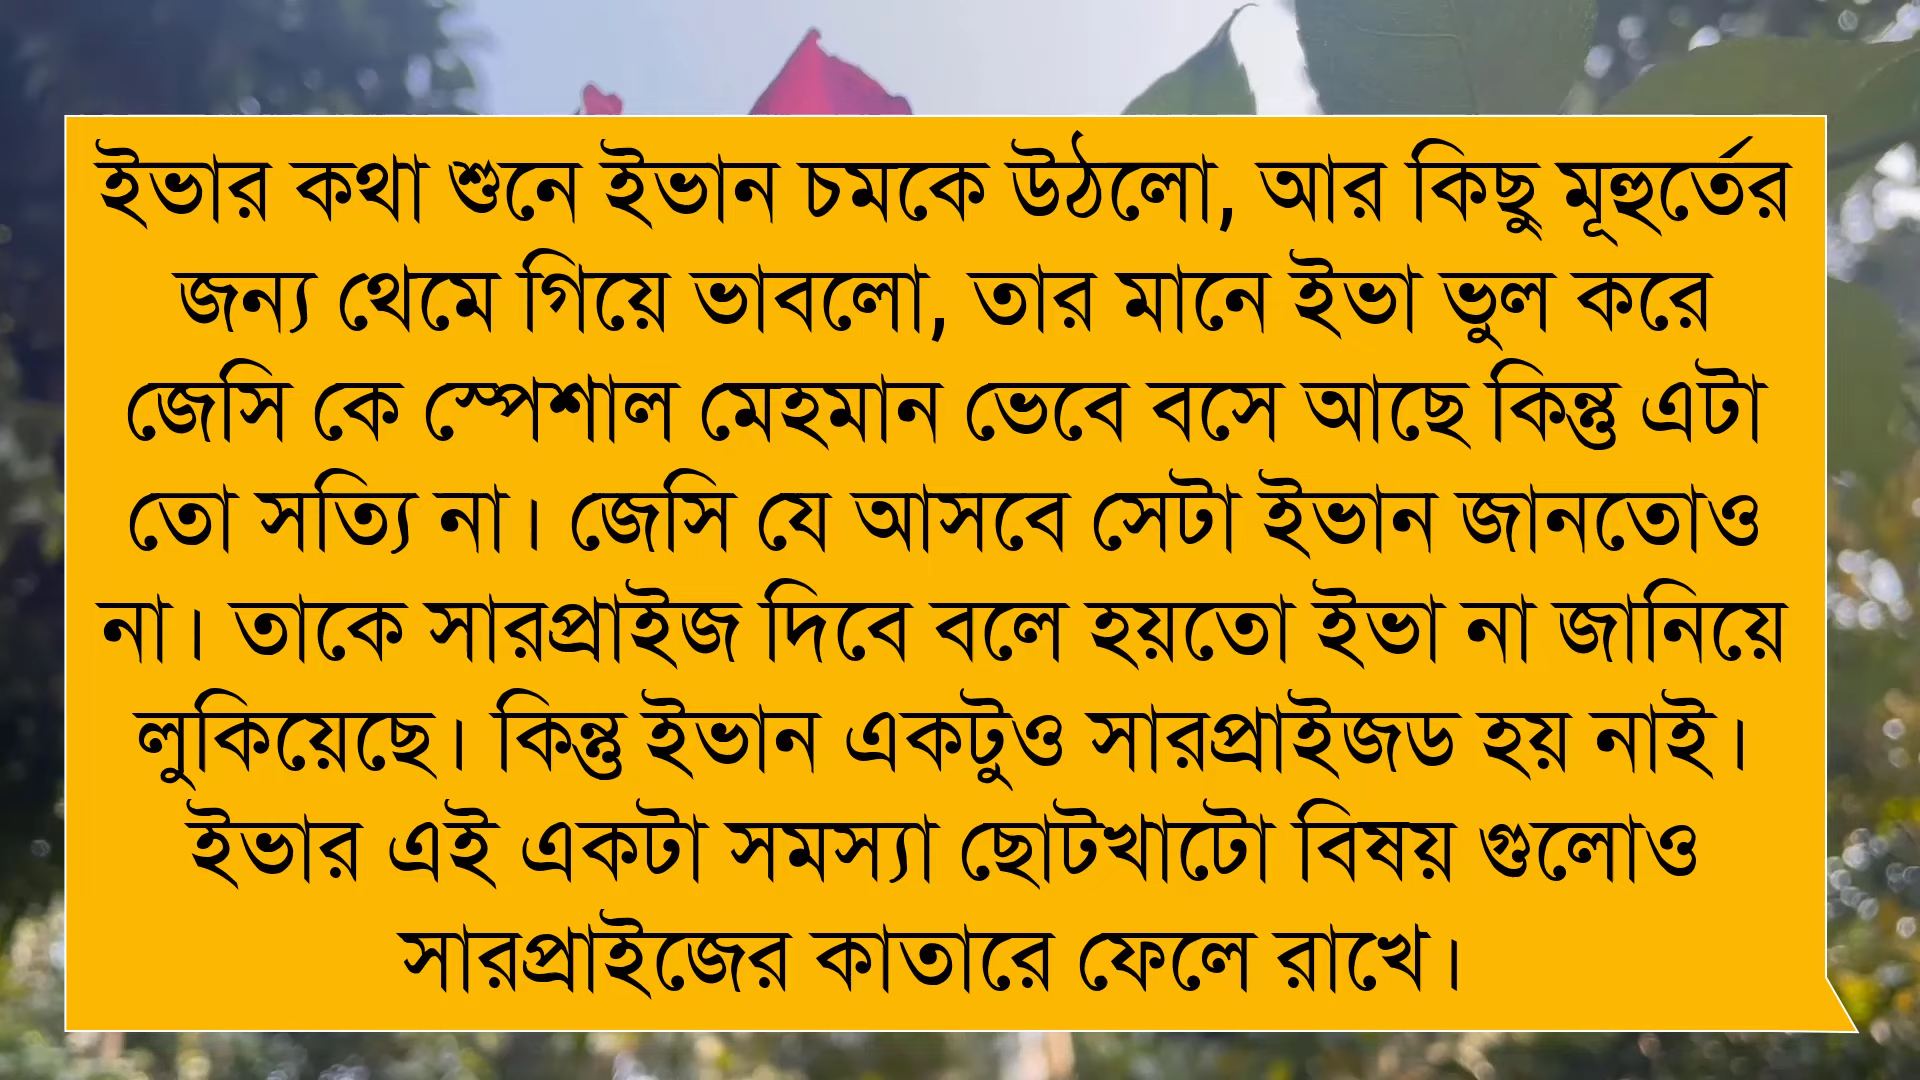 ইভার কথা শুনে ইভান চমকে উঠলো, আর কিছু মূহুর্তের
জন্য থেমে গিয়ে ভাবলো, তার মানে ইভা ভুল করে
জেসি কে স্পেশাল মেহমান ভেবে বসে আছে কিন্তু এটা
তো সত্যি না। জেসি যে আসবে সেটা ইভান জানতোও
না। তাকে সারপ্রাইজ দিবে বলে হয়তো ইভা না জানিয়ে
লুকিয়েছে। কিন্তু ইভান একটুও সারপ্রাইজড হয় নাই।
ইভার এই একটা সমস্যা ছোটখাটো বিষয় গুলোও
সারপ্রাইজের কাতারে ফেলে রাখে।